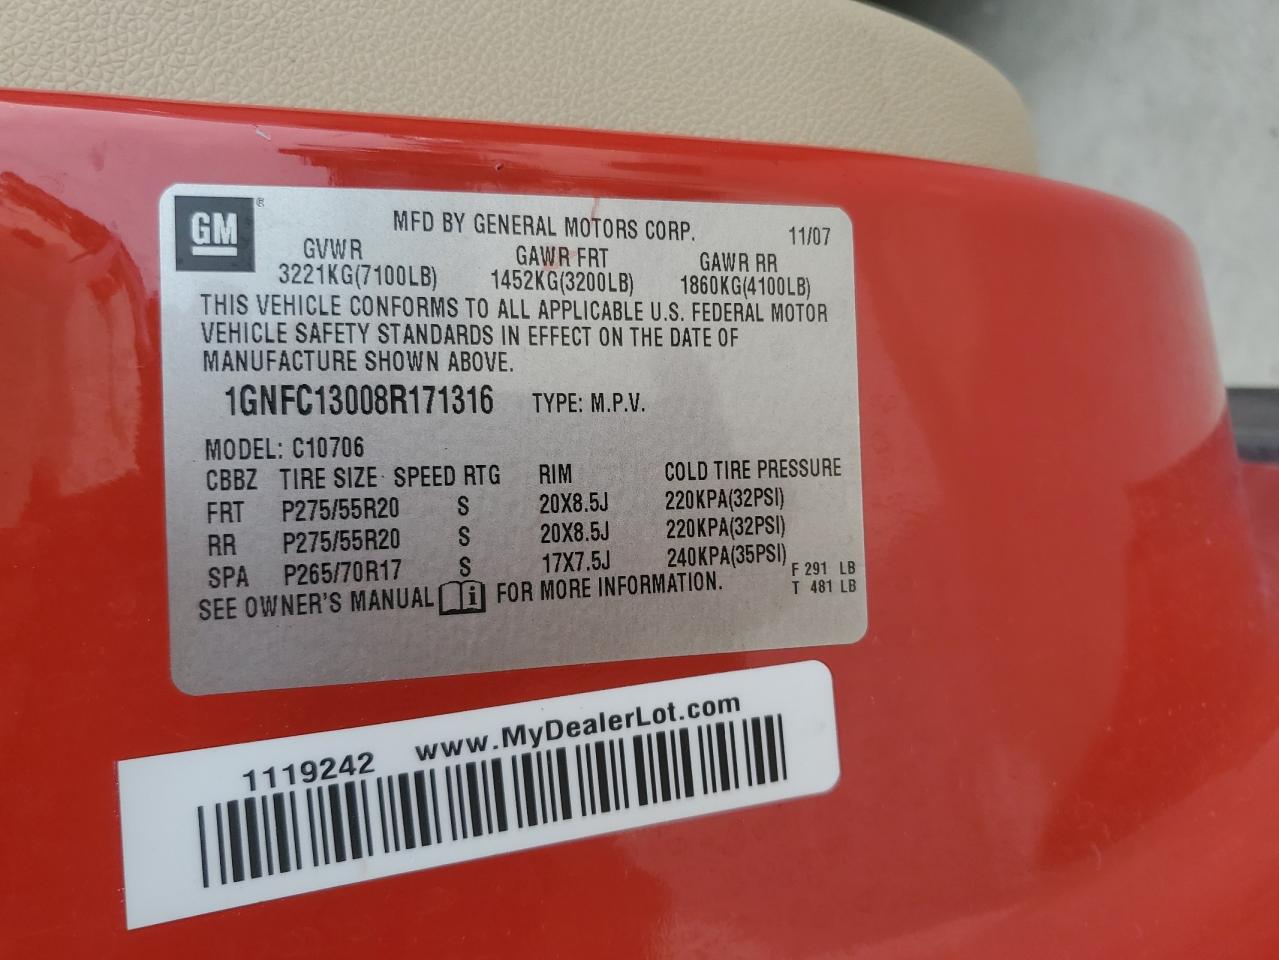 GM ®
MFD BY GENERAL MOTORS CORP. 11/07
GVWR GAWR FRT GAWR RR
3221KG(7100LB) 1452KG(3200LB) 1860KG(4100LB)
THIS VEHICLE CONFORMS TO ALL APPLICABLE U.S. FEDERAL MOTOR
VEHICLE SAFETY STANDARDS IN EFFECT ON THE DATE OF
MANUFACTURE SHOWN ABOVE.
1GNFC13008R171316 TYPE: M.P.V.
MODEL: C10706
CBBZ TIRE SIZE SPEED RTG RIM COLD TIRE PRESSURE
FRT P275/55R20 S 20X8.5J 220KPA(32PSI)
RR P275/55R20 S 20X8.5J 220KPA(32PSI)
SPA P265/70R17 S 17X7.5J 240KPA(35PSI) F 291 LB
SEE OWNER'S MANUAL i FOR MORE INFORMATION. T 481 LB
1119242 www.MyDealerLot.com